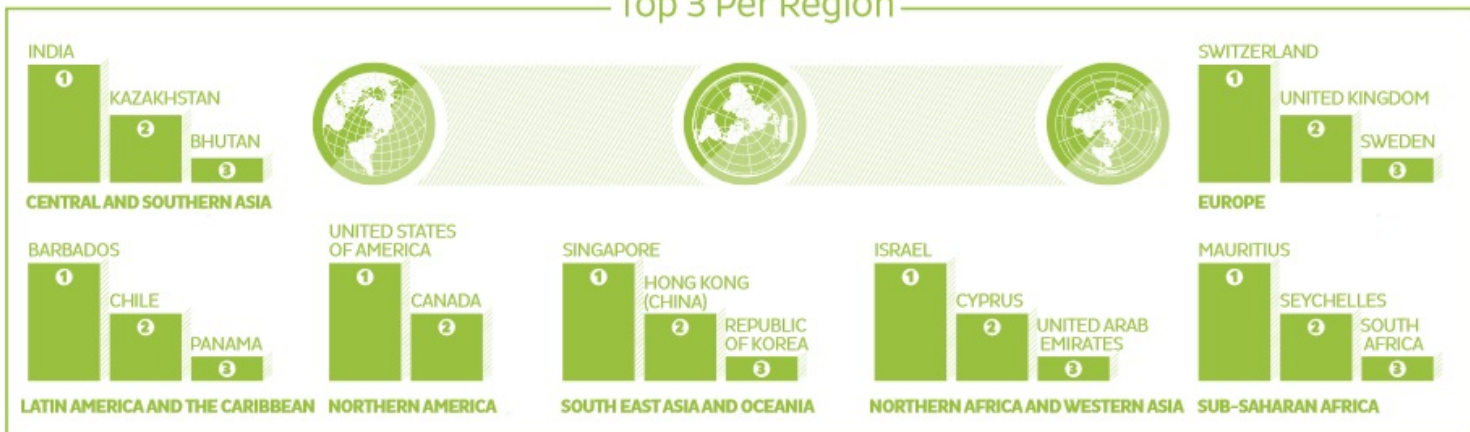 Top 3 Per Region
INDIA
1
KAZAKHSTAN
2
BHUTAN
3
CENTRAL AND SOUTHERN ASIA
SWITZERLAND
1
UNITED KINGDOM
2
SWEDEN
3
EUROPE
BARBADOS
1
CHILE
2
PANAMA
3
LATIN AMERICA AND THE CARIBBEAN
UNITED STATES
OF AMERICA
1
CANADA
2
NORTHERN AMERICA
SINGAPORE
1
HONG KONG
(CHINA)
2
REPUBLIC
OF KOREA
3
SOUTH EAST ASIA AND OCEANIA
ISRAEL
1
CYPRUS
2
UNITED ARAB
EMIRATES
3
NORTHERN AFRICA AND WESTERN ASIA
MAURITIUS
1
SEYCHELLES
2
SOUTH
AFRICA
3
SUB-SAHARAN AFRICA